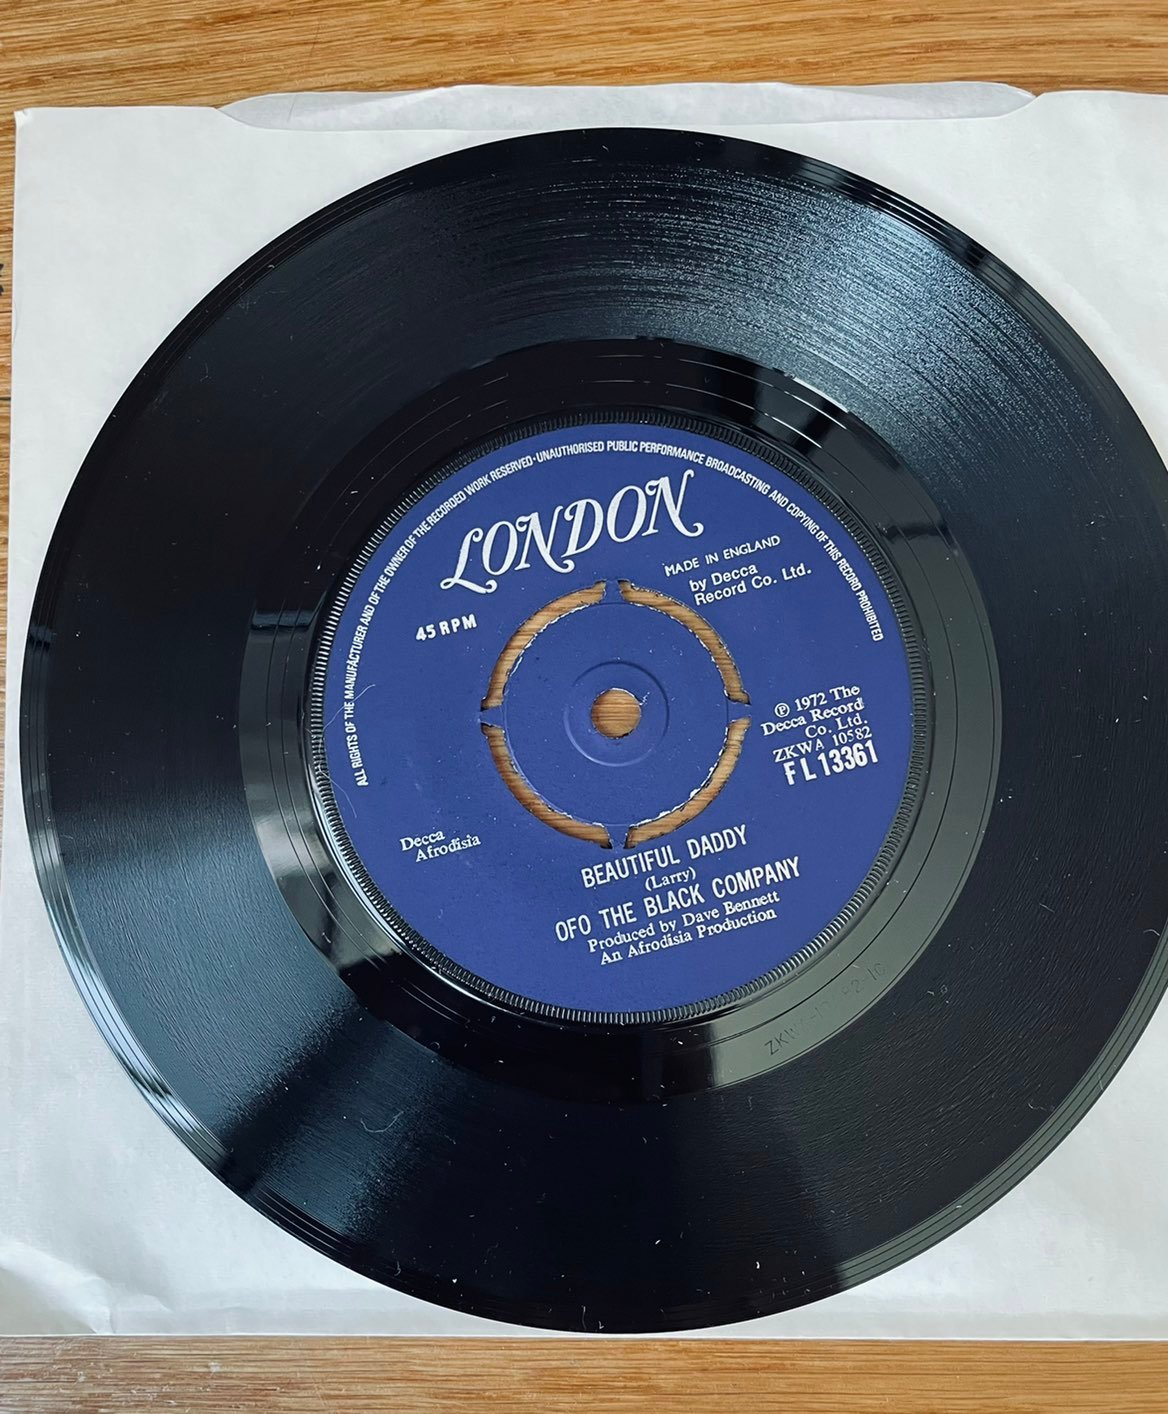 ALL RIGHTS OF THE MANUFACTURER AND OF THE OWNER OF THE RECORDED WORK RESERVED·UNAUTHORISED PUBLIC PERFORMANCE BROADCASTING AND COPYING OF THIS RECORD PROHIBITED
LONDON
MADE IN ENGLAND
by Decca
Record Co. Ltd.
45 RPM
℗ 1972 The
Decca Record
Co. Ltd.
ZKWA 10582
FL 13361
Decca
Afrodisia
BEAUTIFUL DADDY
(Larry)
OFO THE BLACK COMPANY
Produced by Dave Bennett
An Afrodisia Production